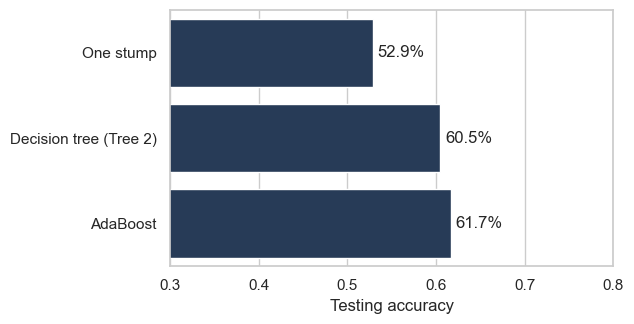 One stump
52.9%
Decision tree (Tree 2)
60.5%
AdaBoost
61.7%
0.3 0.4 0.5 0.6 0.7 0.8
Testing accuracy